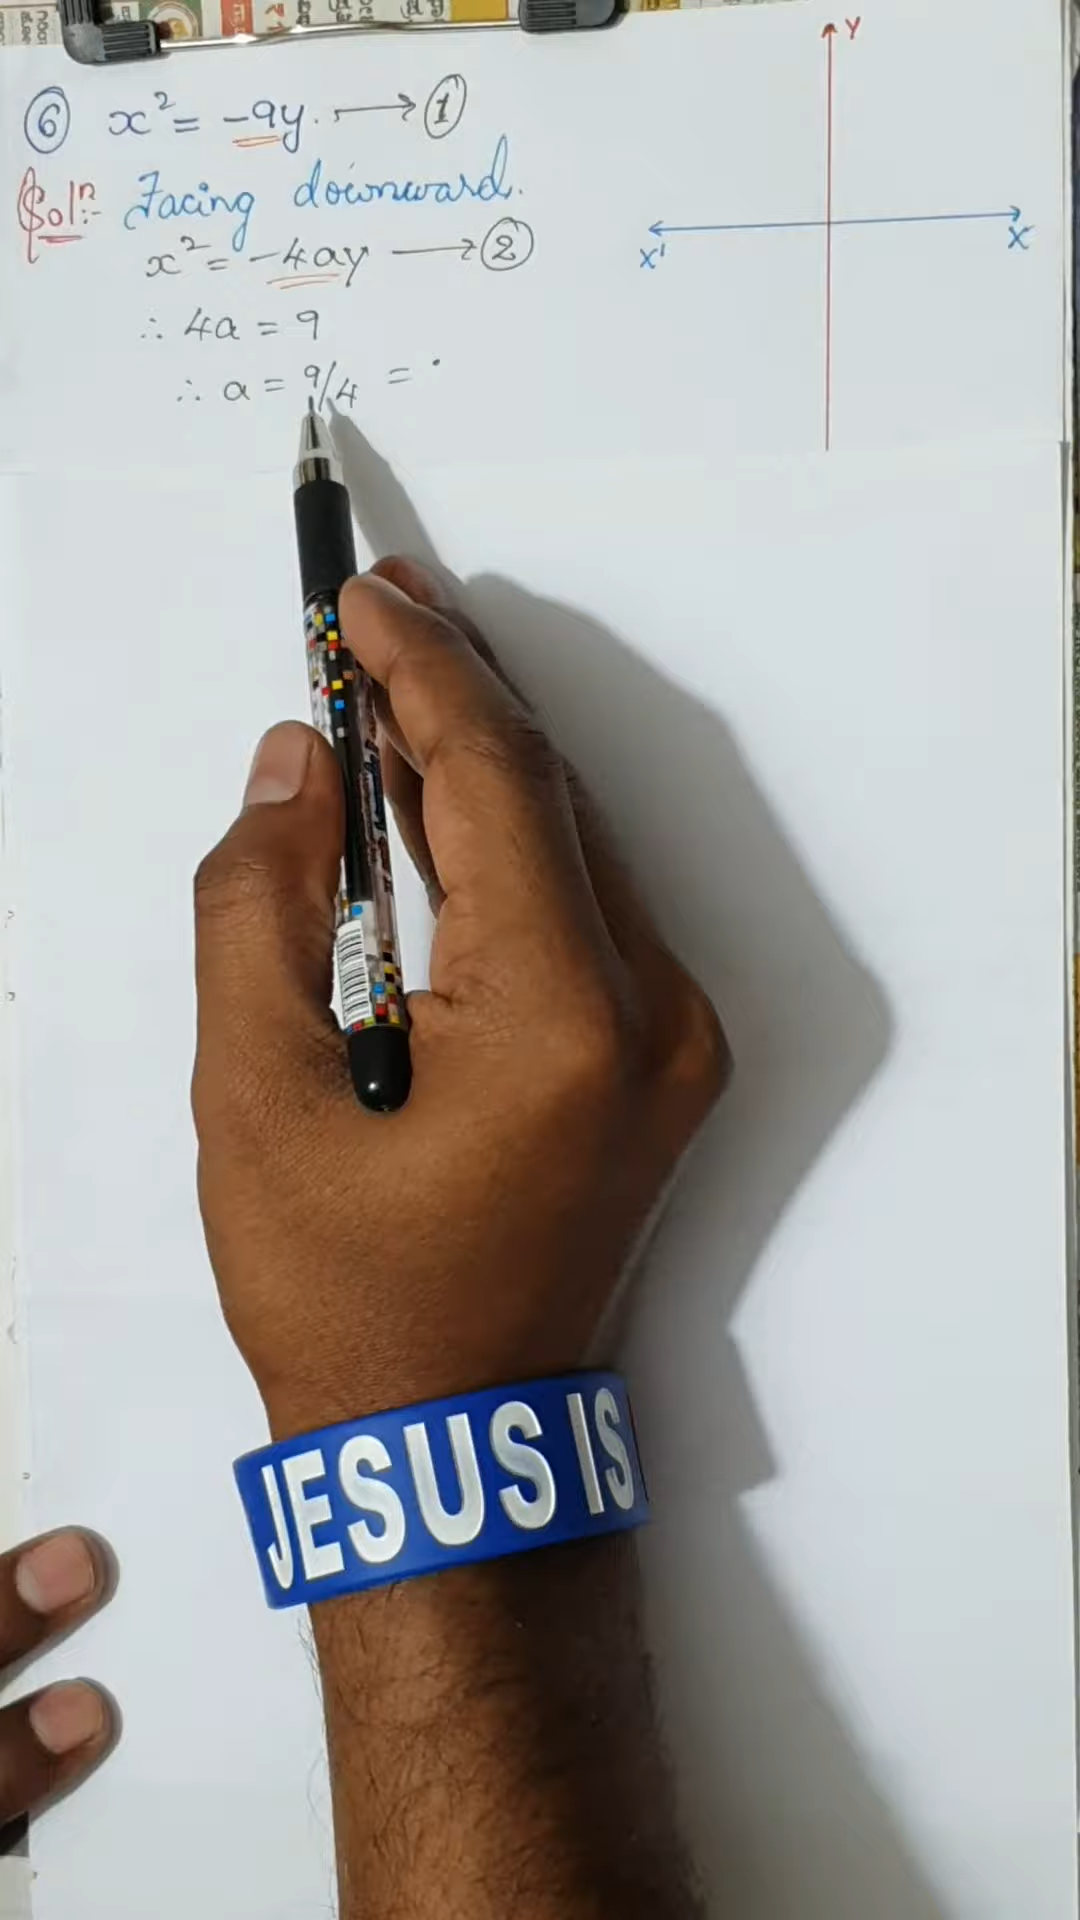 ⑥ x² = -9y. → ①
Solⁿ:- Facing downward.
x² = -4ay → ②
∴ 4a = 9
∴ a = 9/4 =
Y
X'
X
JESUS IS